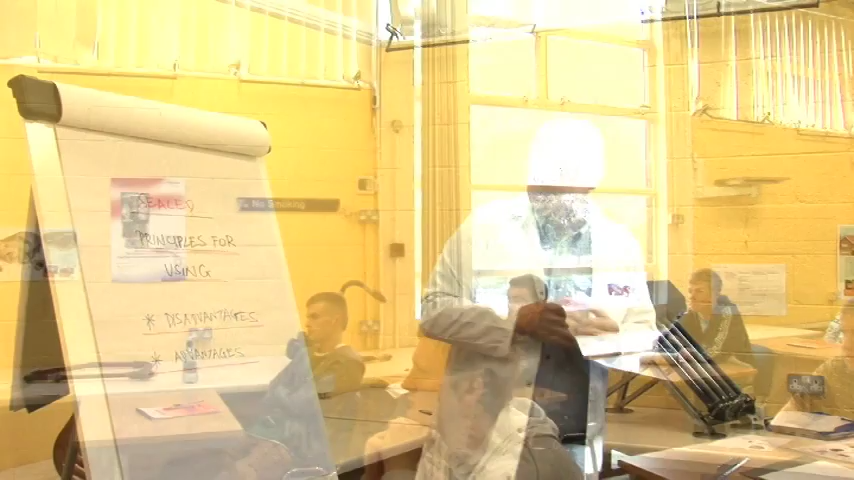 SEALED
No Smoking
PRINCIPLES FOR
USING
* DISADVANTAGES
* ADVANTAGES